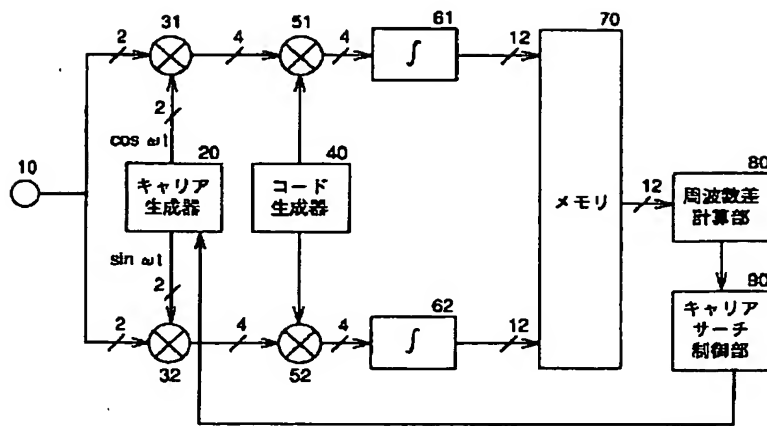 31
51
61
70
2
4
4
12
∫
2
cos ωt
10
20
40
80
キャリア
生成器
コード
生成器
メモリ
12
周波数差
計算部
sin ωt
2
90
2
4
4
62
12
∫
キャリア
サーチ
制御部
32
52